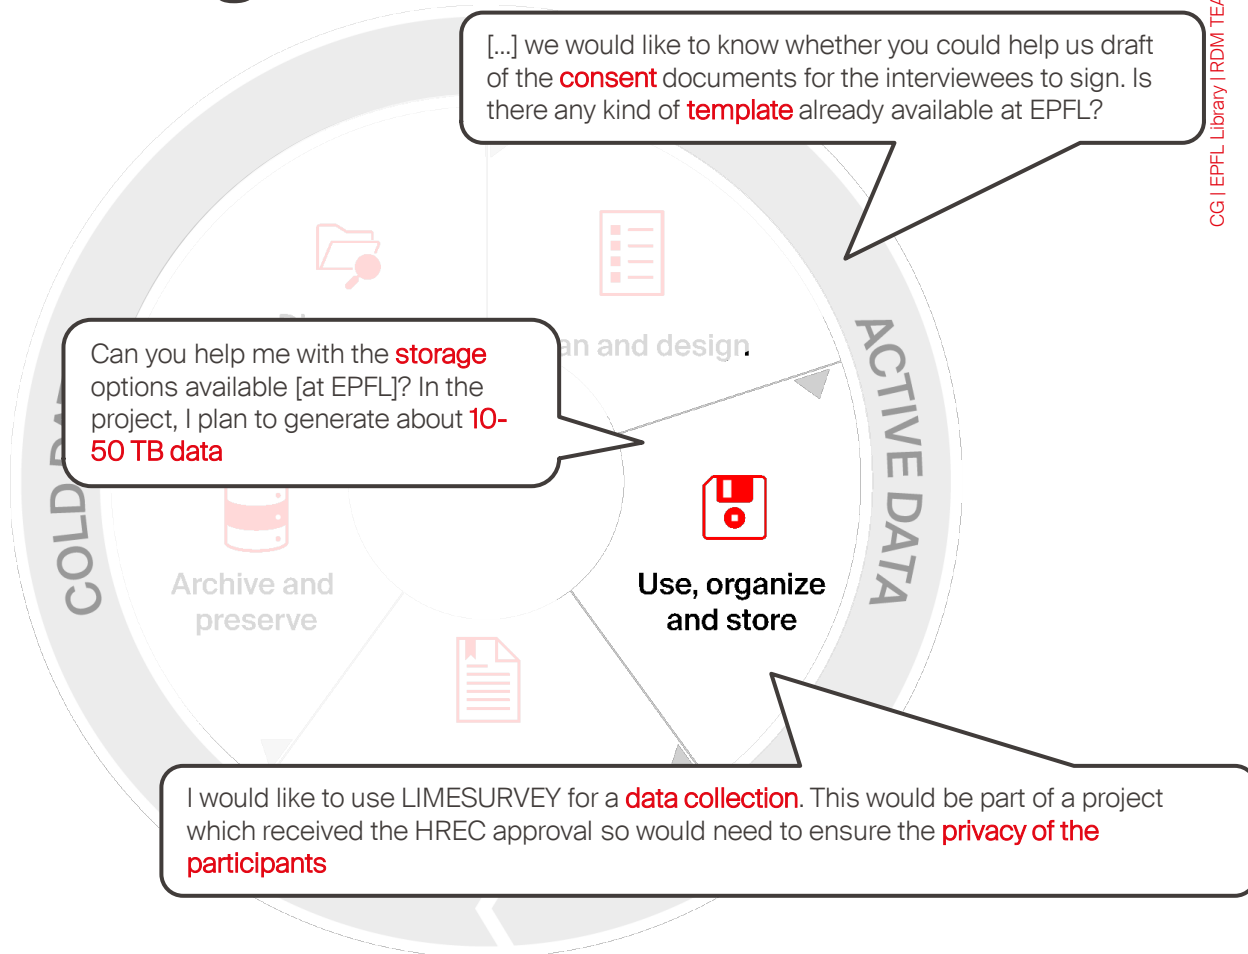 [...] we would like to know whether you could help us draft
of the consent documents for the interviewees to sign. Is
there any kind of template already available at EPFL?
CG | EPFL Library | RDM TEA
an and design
Can you help me with the storage
options available [at EPFL]? In the
project, I plan to generate about 10-
50 TB data
ACTIVE DATA
COLD
Use, organize
and store
Archive and
preserve
I would like to use LIMESURVEY for a data collection. This would be part of a project
which received the HREC approval so would need to ensure the privacy of the
participants